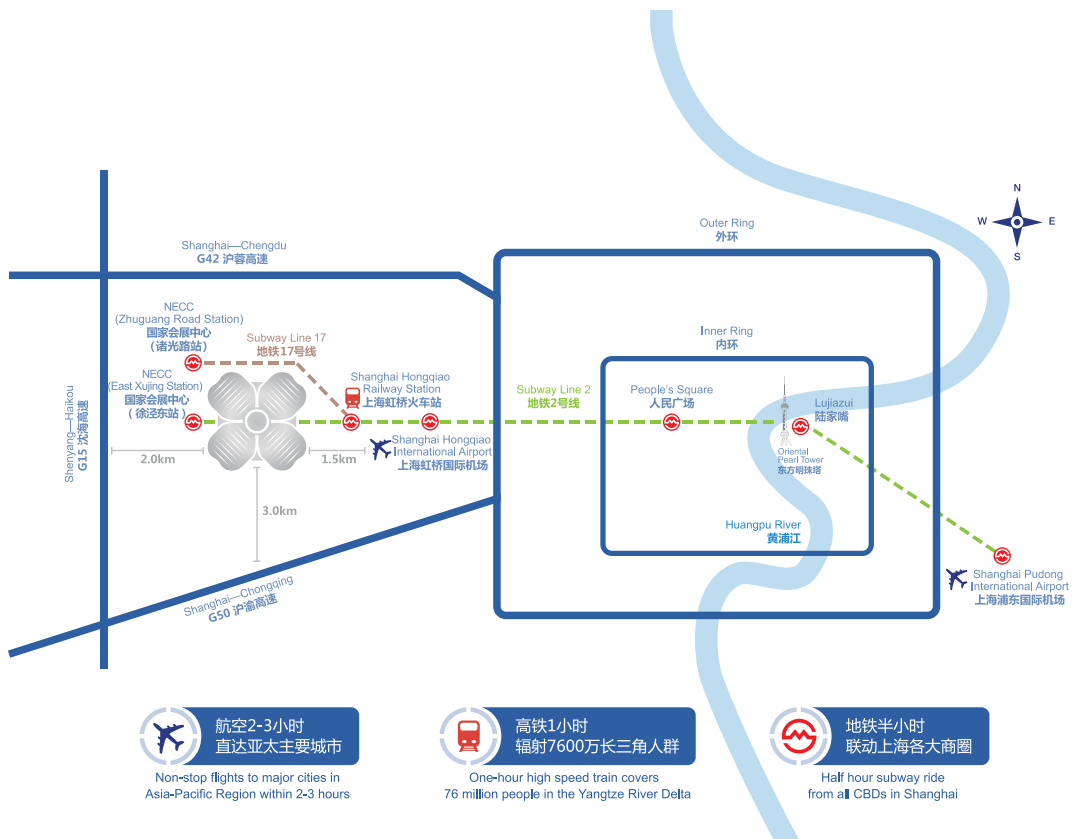 N
W
E
S
Outer Ring
外环
Shanghai—Chengdu
G42 沪蓉高速
NECC
(Zhuguang Road Station)
国家会展中心
(诸光路站)
Subway Line 17
地铁17号线
Inner Ring
内环
NECC
(East Xujing Station)
国家会展中心
(徐泾东站)
Shanghai Hongqiao
Railway Station
上海虹桥火车站
Subway Line 2
地铁2号线
People's Square
人民广场
Lujiazui
陆家嘴
Shenyang—Haikou
G15 沈海高速
Shanghai Hongqiao
International Airport
上海虹桥国际机场
Oriental
Pearl Tower
东方明珠塔
2.0km
1.5km
3.0km
Huangpu River
黄浦江
Shanghai—Chongqing
G50 沪渝高速
Shanghai Pudong
International Airport
上海浦东国际机场
航空2-3小时
直达亚太主要城市
Non-stop flights to major cities in
Asia-Pacific Region within 2-3 hours
高铁1小时
辐射7600万长三角人群
One-hour high speed train covers
76 million people in the Yangtze River Delta
地铁半小时
联动上海各大商圈
Half hour subway ride
from all CBDs in Shanghai